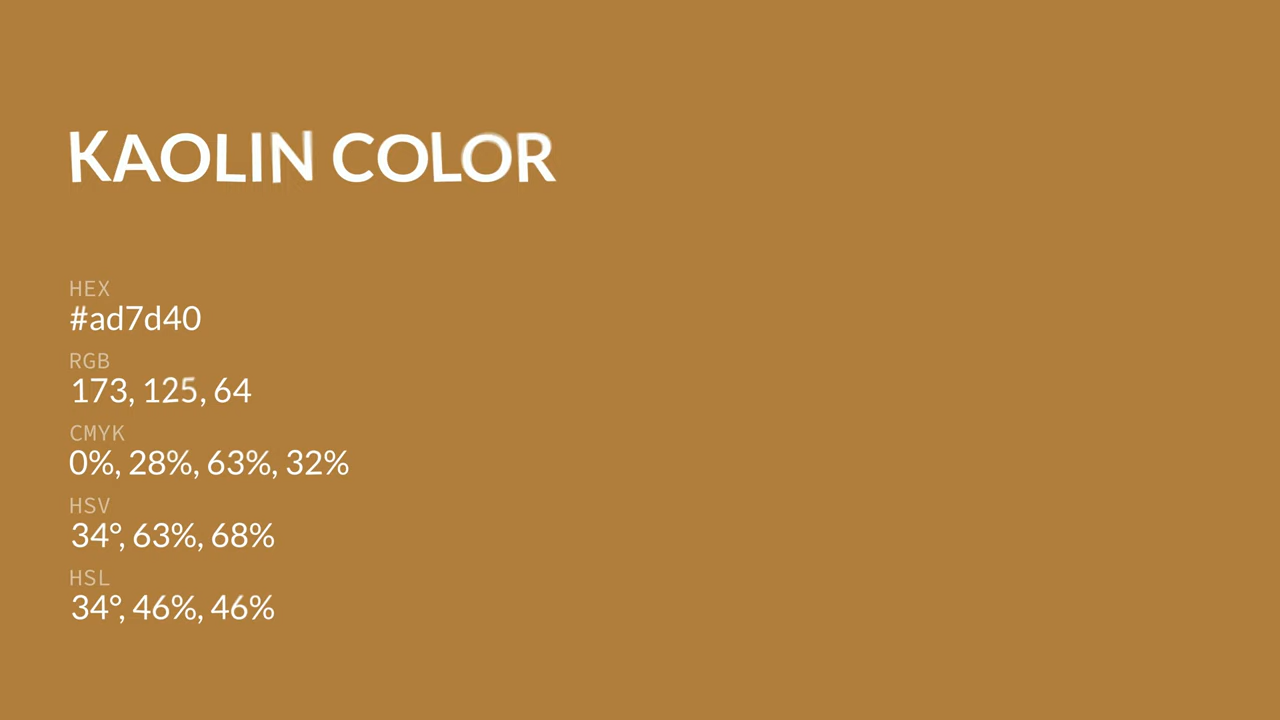 KAOLIN COLOR
HEX
#ad7d40
RGB
173, 125, 64
CMYK
0%, 28%, 63%, 32%
HSV
34°, 63%, 68%
HSL
34°, 46%, 46%